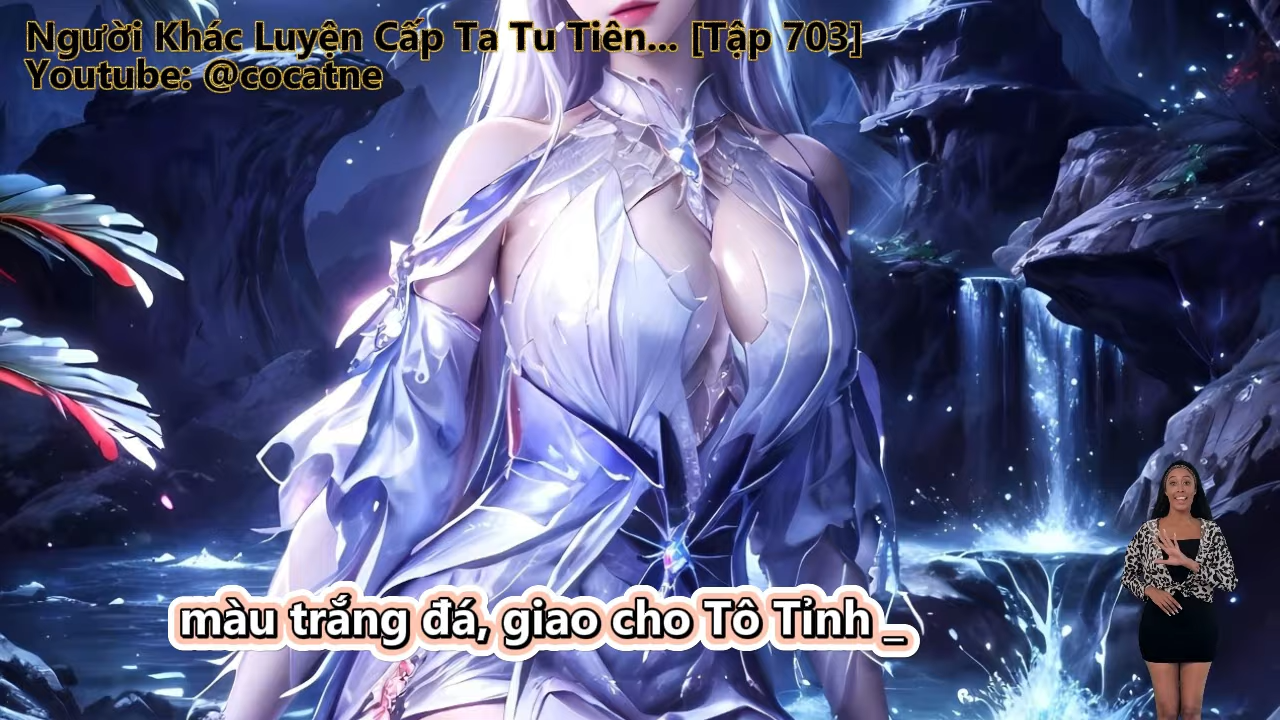 Người Khác Luyện Cấp Ta Tu Tiên... [Tập 703]
Youtube: @cocatne
màu trắng đá, giao cho Tô Tỉnh _